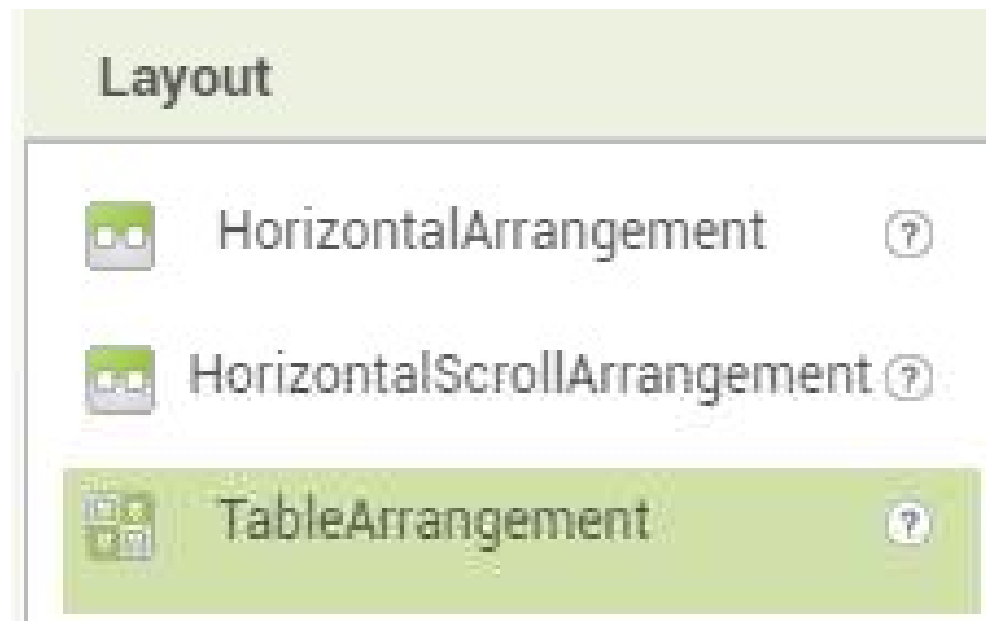 Layout
HorizontalArrangement ?
HorizontalScrollArrangement ?
TableArrangement ?